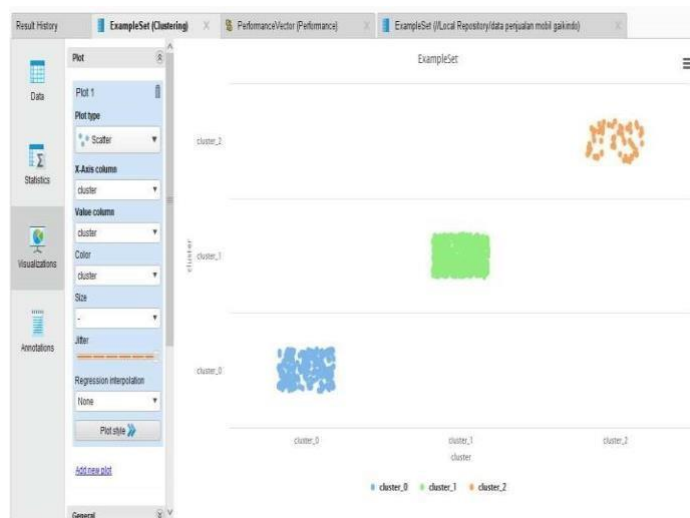 Result History
ExampleSet (Clustering)
PerformanceVector (Performance)
ExampleSet (//Local Repository/data penjualan mobil gaikindo)
Data
Statistics
Visualizations
Annotations
Plot
Plot 1
Plot type
Scatter
X-Axis column
cluster
Value column
cluster
Color
cluster
Size
-
Jitter
Regression interpolation
None
Plot style
Add new plot
General
ExampleSet
cluster
cluster_2
cluster_1
cluster_0
cluster_0
cluster_1
cluster_2
cluster
cluster_0
cluster_1
cluster_2